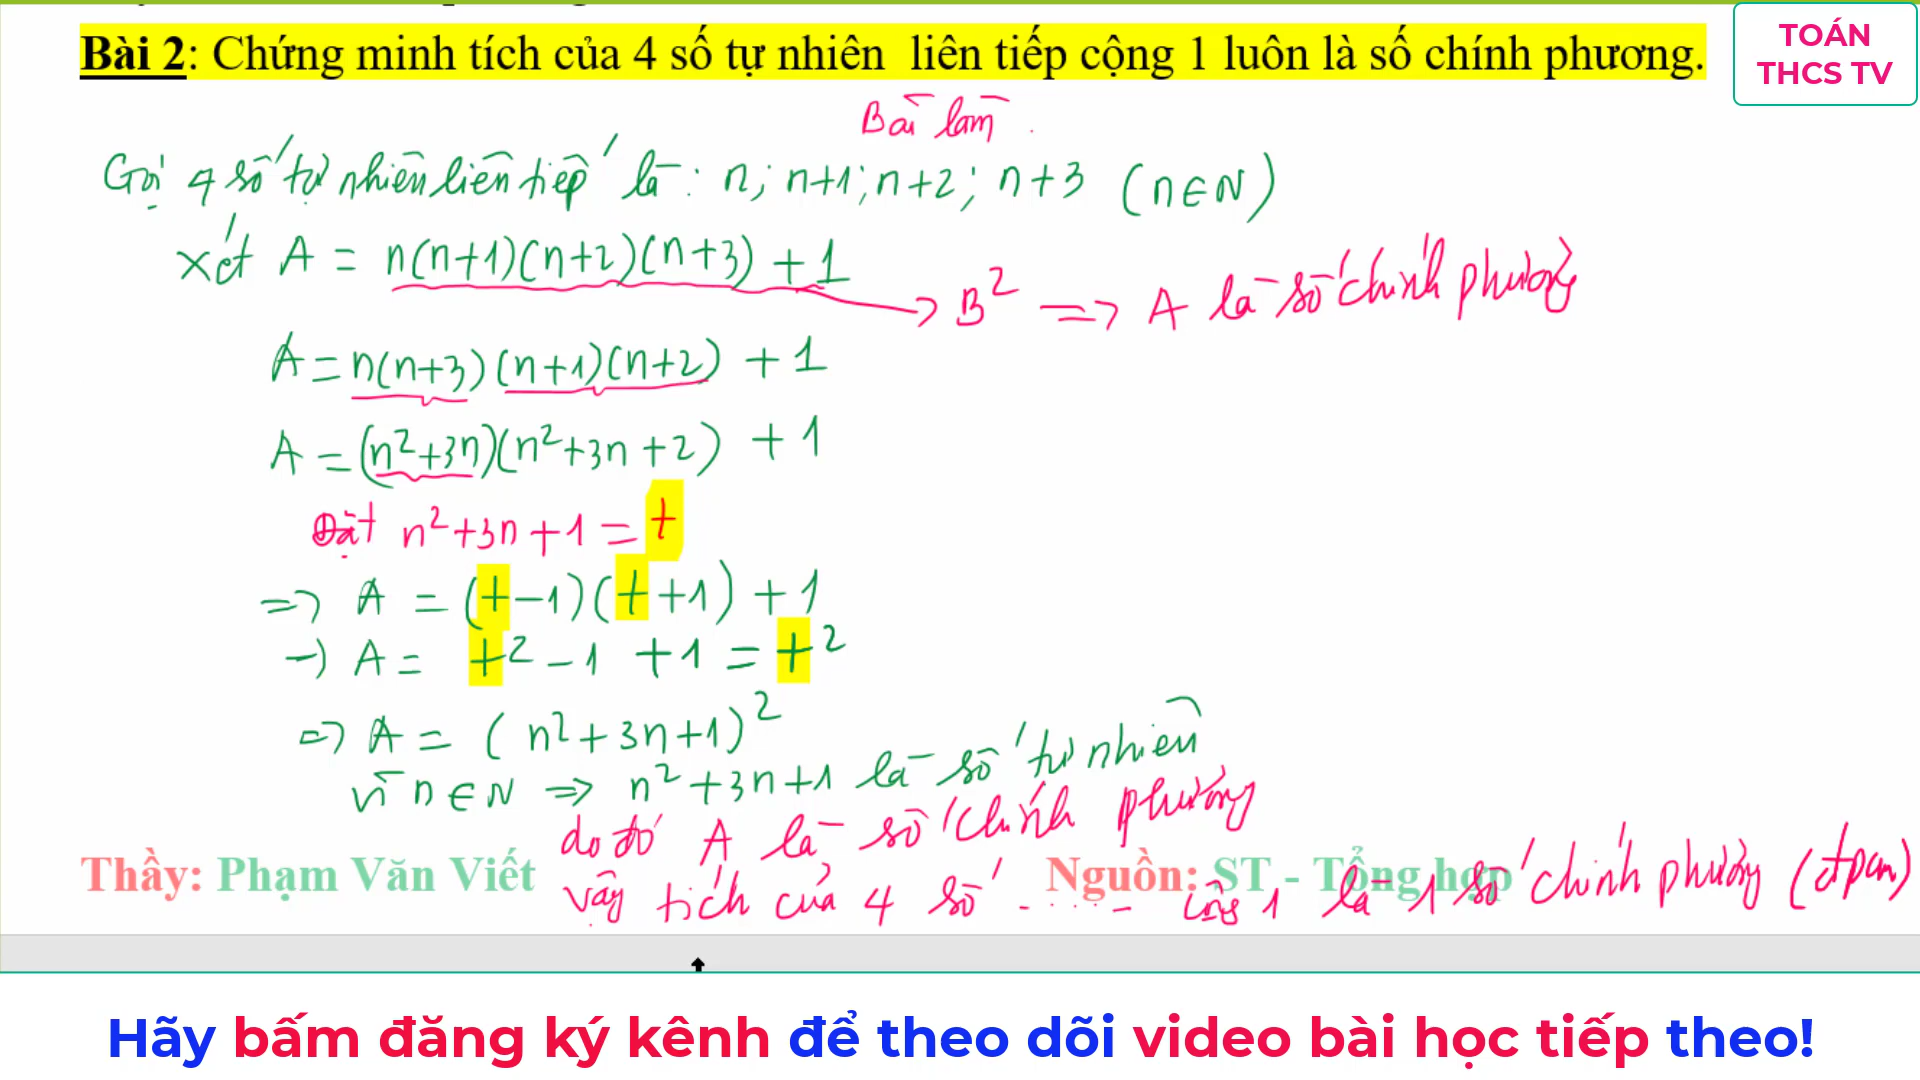 Bài 2: Chứng minh tích của 4 số tự nhiên liên tiếp cộng 1 luôn là số chính phương.
TOÁN
THCS TV
Bài làm.
Gọi 4 số tự nhiên liên tiếp là: n; n+1; n+2; n+3 (n∈N)
xét A = n(n+1)(n+2)(n+3) + 1
→ B² => A là số chính phương
A = n(n+3)(n+1)(n+2) + 1
A = (n²+3n)(n²+3n+2) + 1
Đặt n²+3n+1 = t
=> A = (t-1)(t+1) + 1
→ A = t² - 1 + 1 = t²
=> A = (n²+3n+1)²
vì n∈N => n²+3n+1 là số tự nhiên
do đó A là số chính phương
Thầy: Phạm Văn Viết
Nguồn: ST - Tổng hợp
vậy tích của 4 số ...... cộng 1 là 1 số chính phương (đpcm)
Hãy bấm đăng ký kênh để theo dõi video bài học tiếp theo!